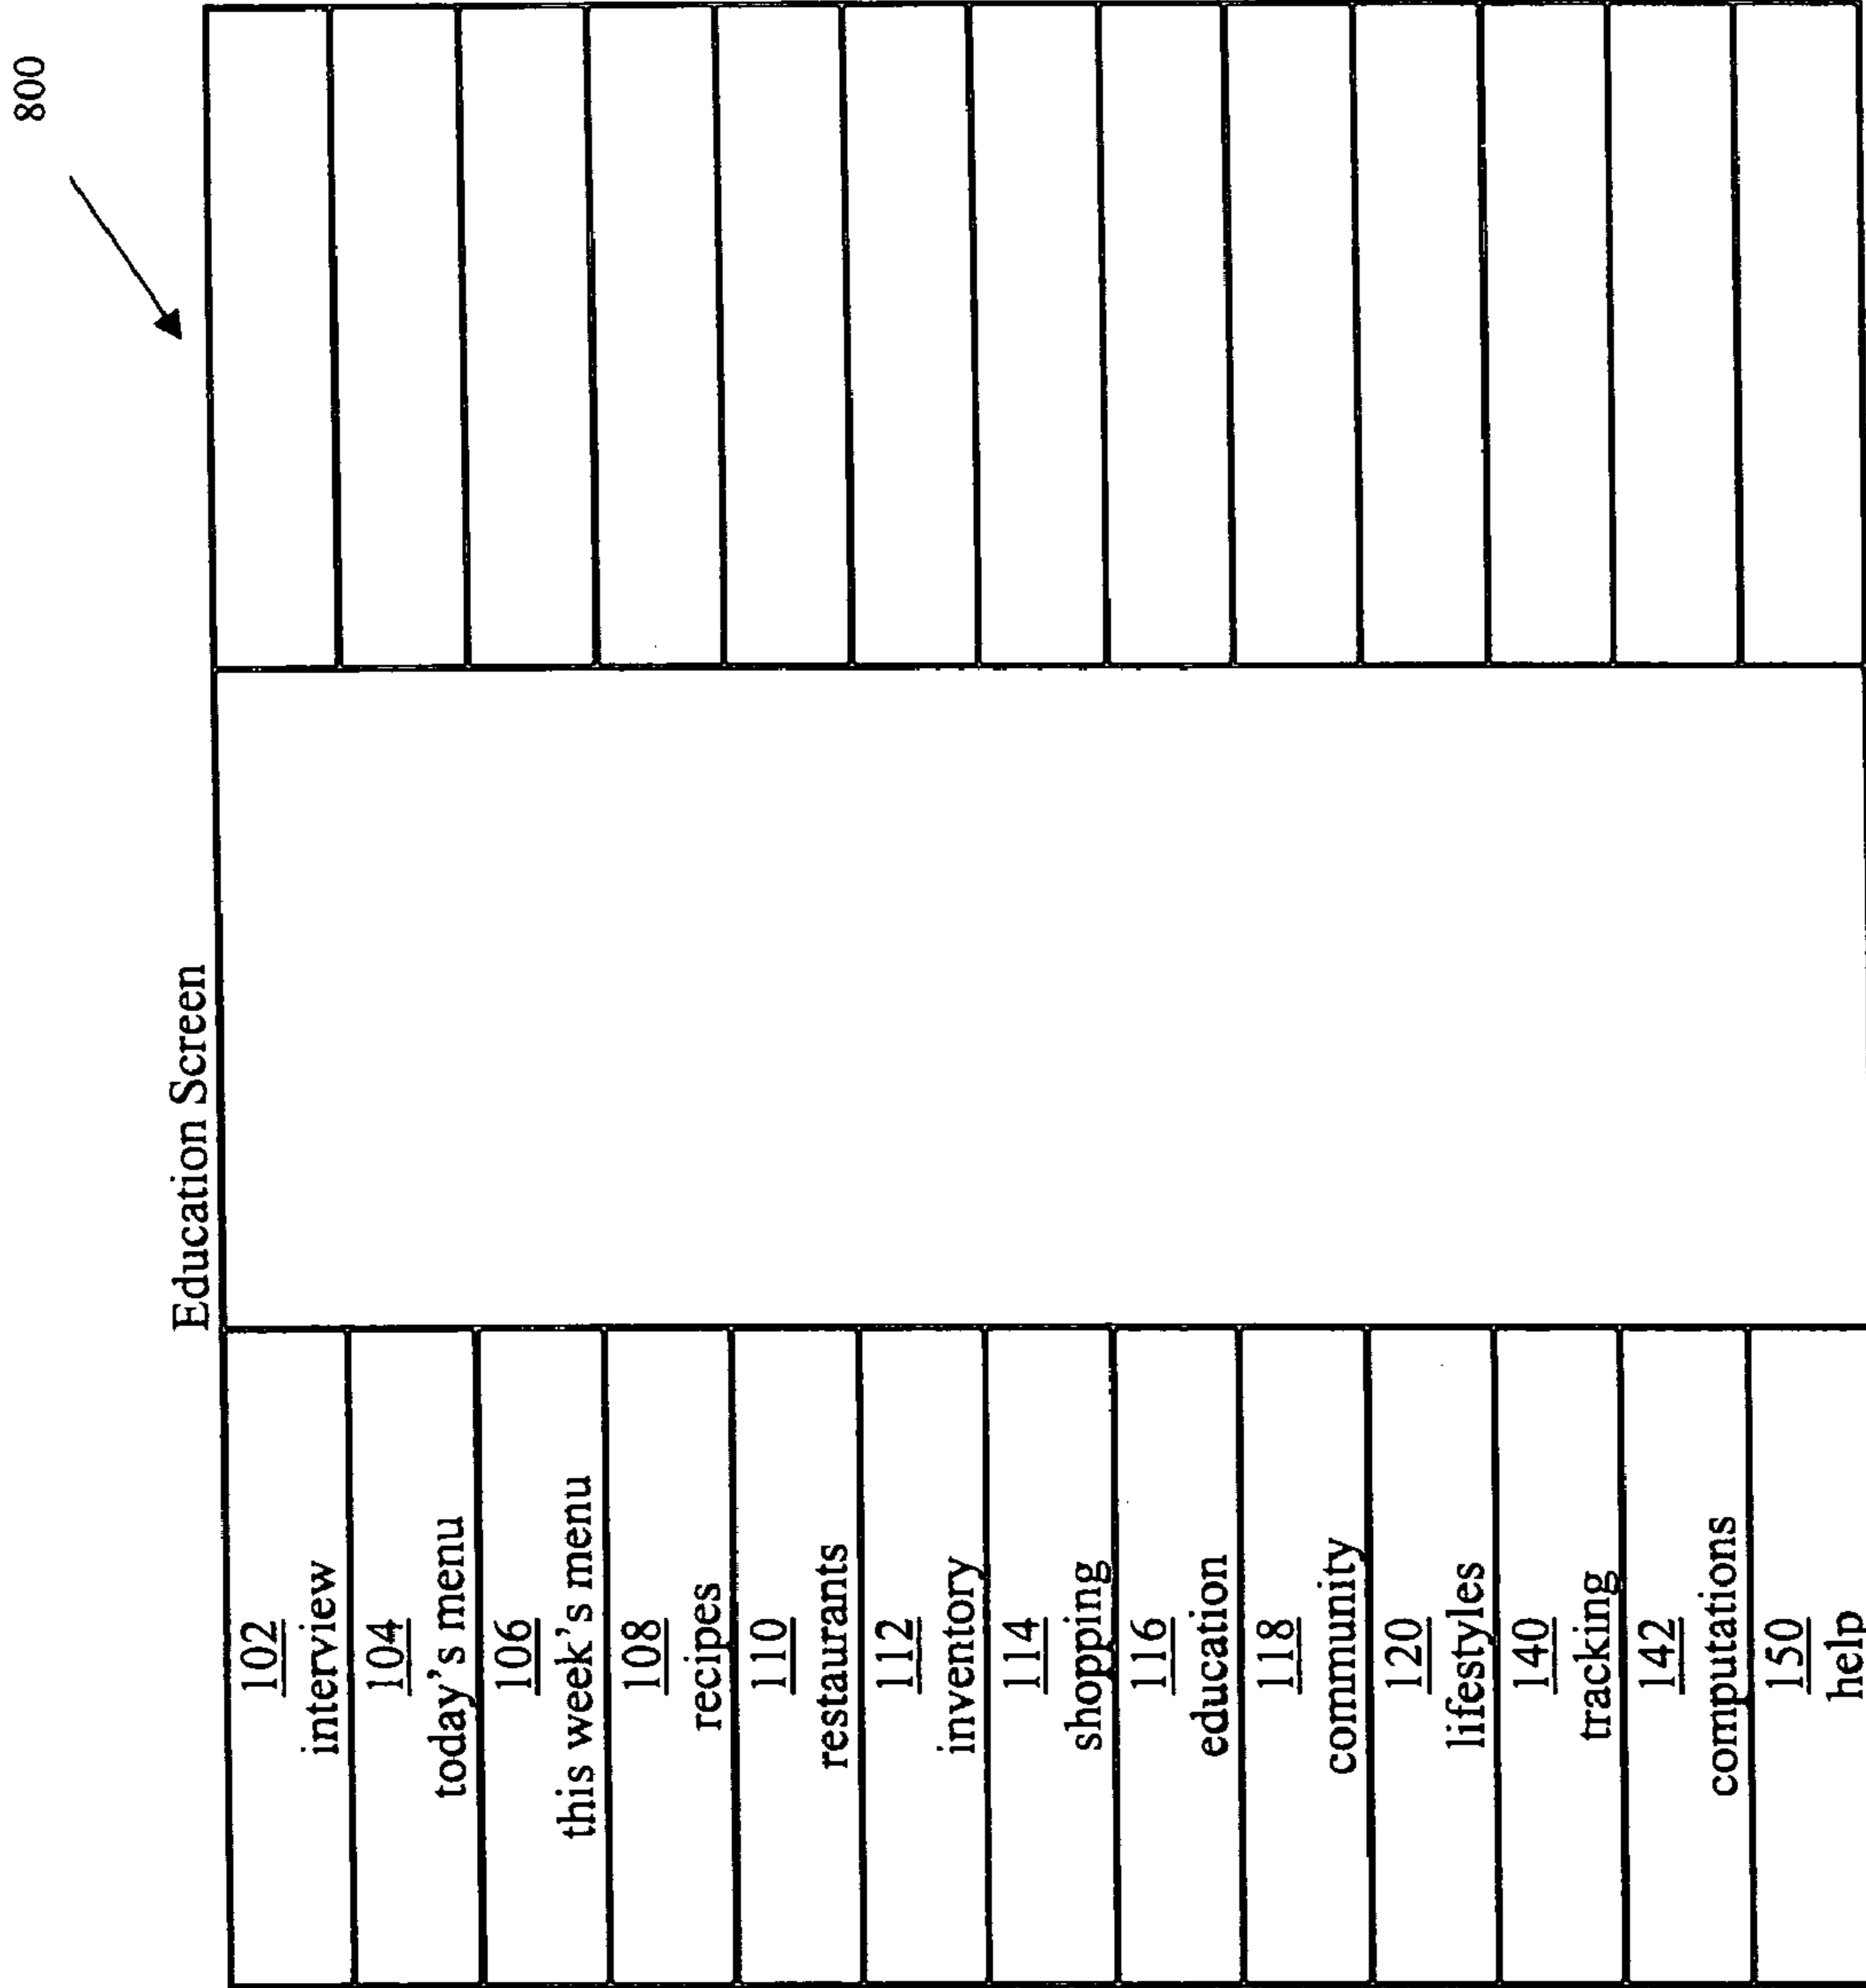 800
Education Screen
102
interview
104
today's menu
106
this week's menu
108
recipes
110
restaurants
112
inventory
114
shopping
116
education
118
community
120
lifestyles
140
tracking
142
computations
150
help